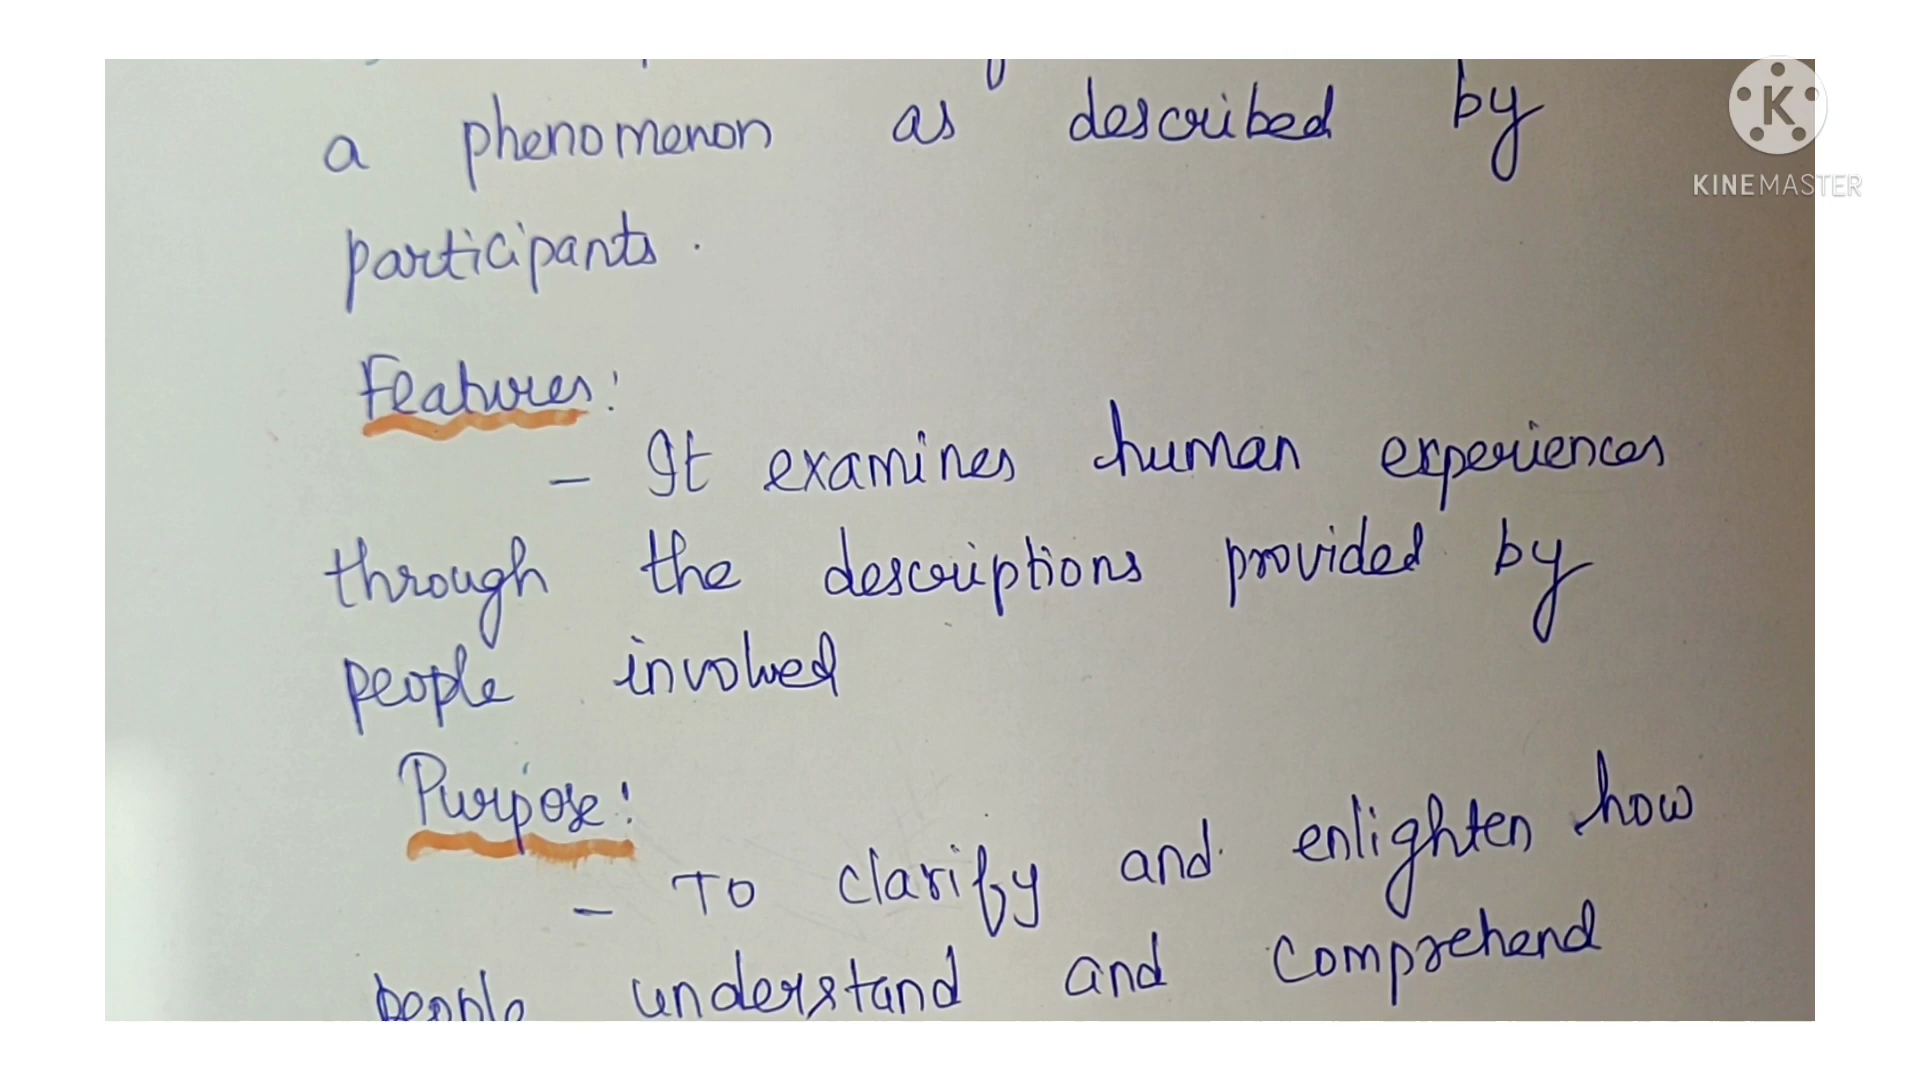 a phenomenon as described by
participants.
Features:
- It examines human experiences
through the descriptions provided by
people involved
Purpose:
- To clarify and enlighten how
people understand and comprehend
KINEMASTER